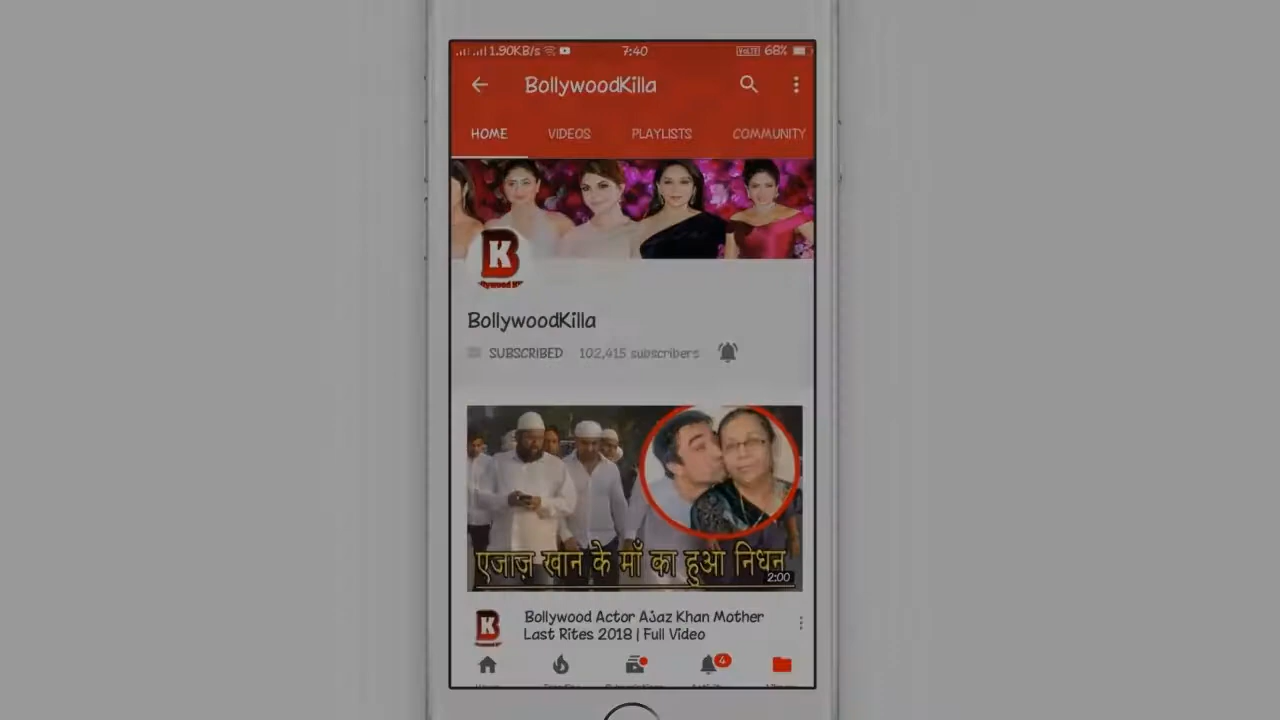 1.90KB/s 7:40 VoLTE 68%
BollywoodKilla
HOME VIDEOS PLAYLISTS COMMUNITY
K
BollywoodKilla
SUBSCRIBED 102,415 subscribers
एजाज़ खान के माँ का हुआ निधन
2:00
K
Bollywood Actor AJaz Khan Mother
Last Rites 2018 | Full Video
4